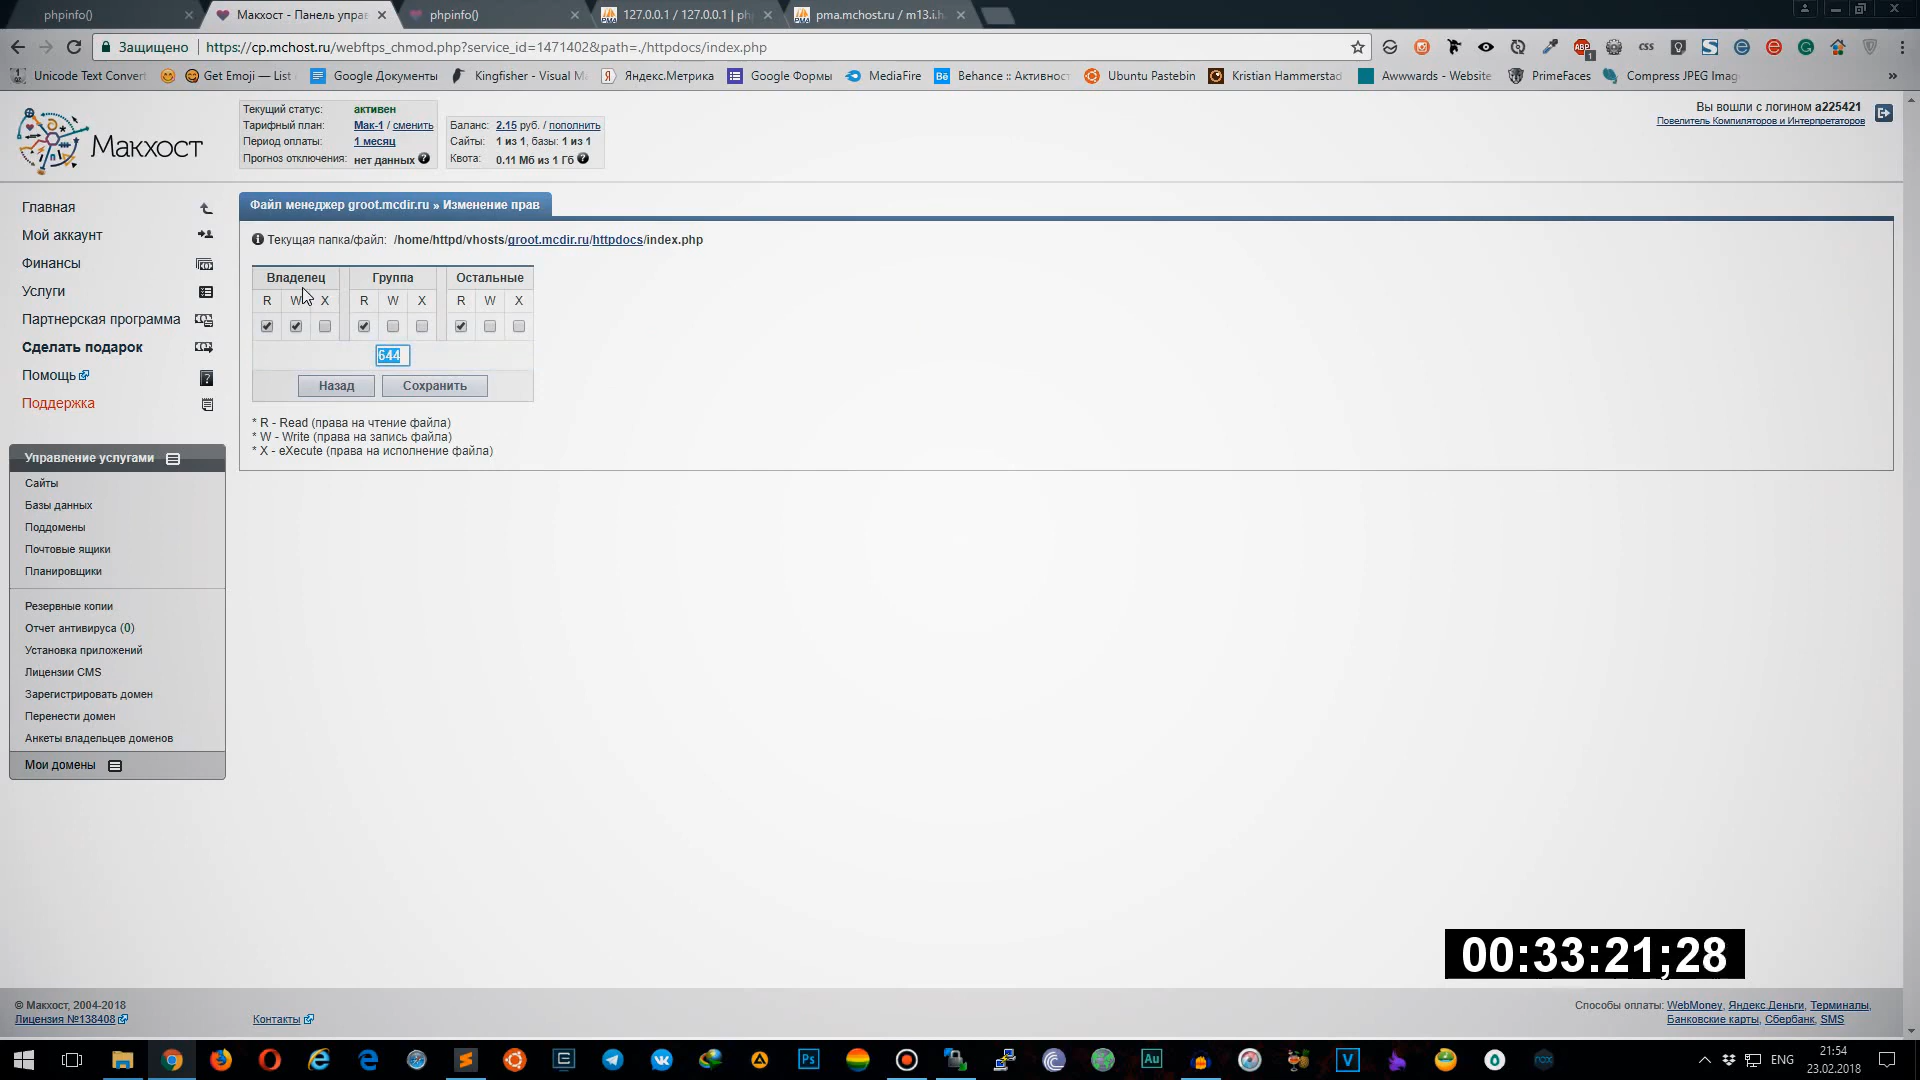 phpinfo()
Макхост - Панель управ
phpinfo()
127.0.0.1 / 127.0.0.1 | ph
pma.mchost.ru / m13.i.h
Защищено
https://cp.mchost.ru/webftps_chmod.php?service_id=1471402&path=./httpdocs/index.php
Unicode Text Convert
Get Emoji — List
Google Документы
Kingfisher - Visual M
Яндекс.Метрика
Google Формы
MediaFire
Behance :: Активност
Ubuntu Pastebin
Kristian Hammerstad
Awwwards - Website
PrimeFaces
Compress JPEG Imag
Макхост
Текущий статус: активен
Тарифный план: Мак-1 / сменить
Период оплаты: 1 месяц
Прогноз отключения: нет данных
Баланс: 2.15 руб. / пополнить
Сайты: 1 из 1, базы: 1 из 1
Квота: 0.11 Мб из 1 Гб
Вы вошли с логином a225421
Повелитель Компиляторов и Интерпретаторов
Главная
Мой аккаунт
Финансы
Услуги
Партнерская программа
Сделать подарок
Помощь
Поддержка
Управление услугами
Сайты
Базы данных
Поддомены
Почтовые ящики
Планировщики
Резервные копии
Отчет антивируса (0)
Установка приложений
Лицензии CMS
Зарегистрировать домен
Перенести домен
Анкеты владельцев доменов
Мои домены
Файл менеджер groot.mcdir.ru » Изменение прав
Текущая папка/файл: /home/httpd/vhosts/groot.mcdir.ru/httpdocs/index.php
Владелец Группа Остальные
R W X R W X R W X
644
Назад Сохранить
* R - Read (права на чтение файла)
* W - Write (права на запись файла)
* X - eXecute (права на исполнение файла)
00:33:21;28
© Макхост, 2004-2018
Лицензия №138408
Контакты
Способы оплаты: WebMoney, Яндекс.Деньги, Терминалы,
Банковские карты, Сбербанк, SMS
ENG
21:54
23.02.2018